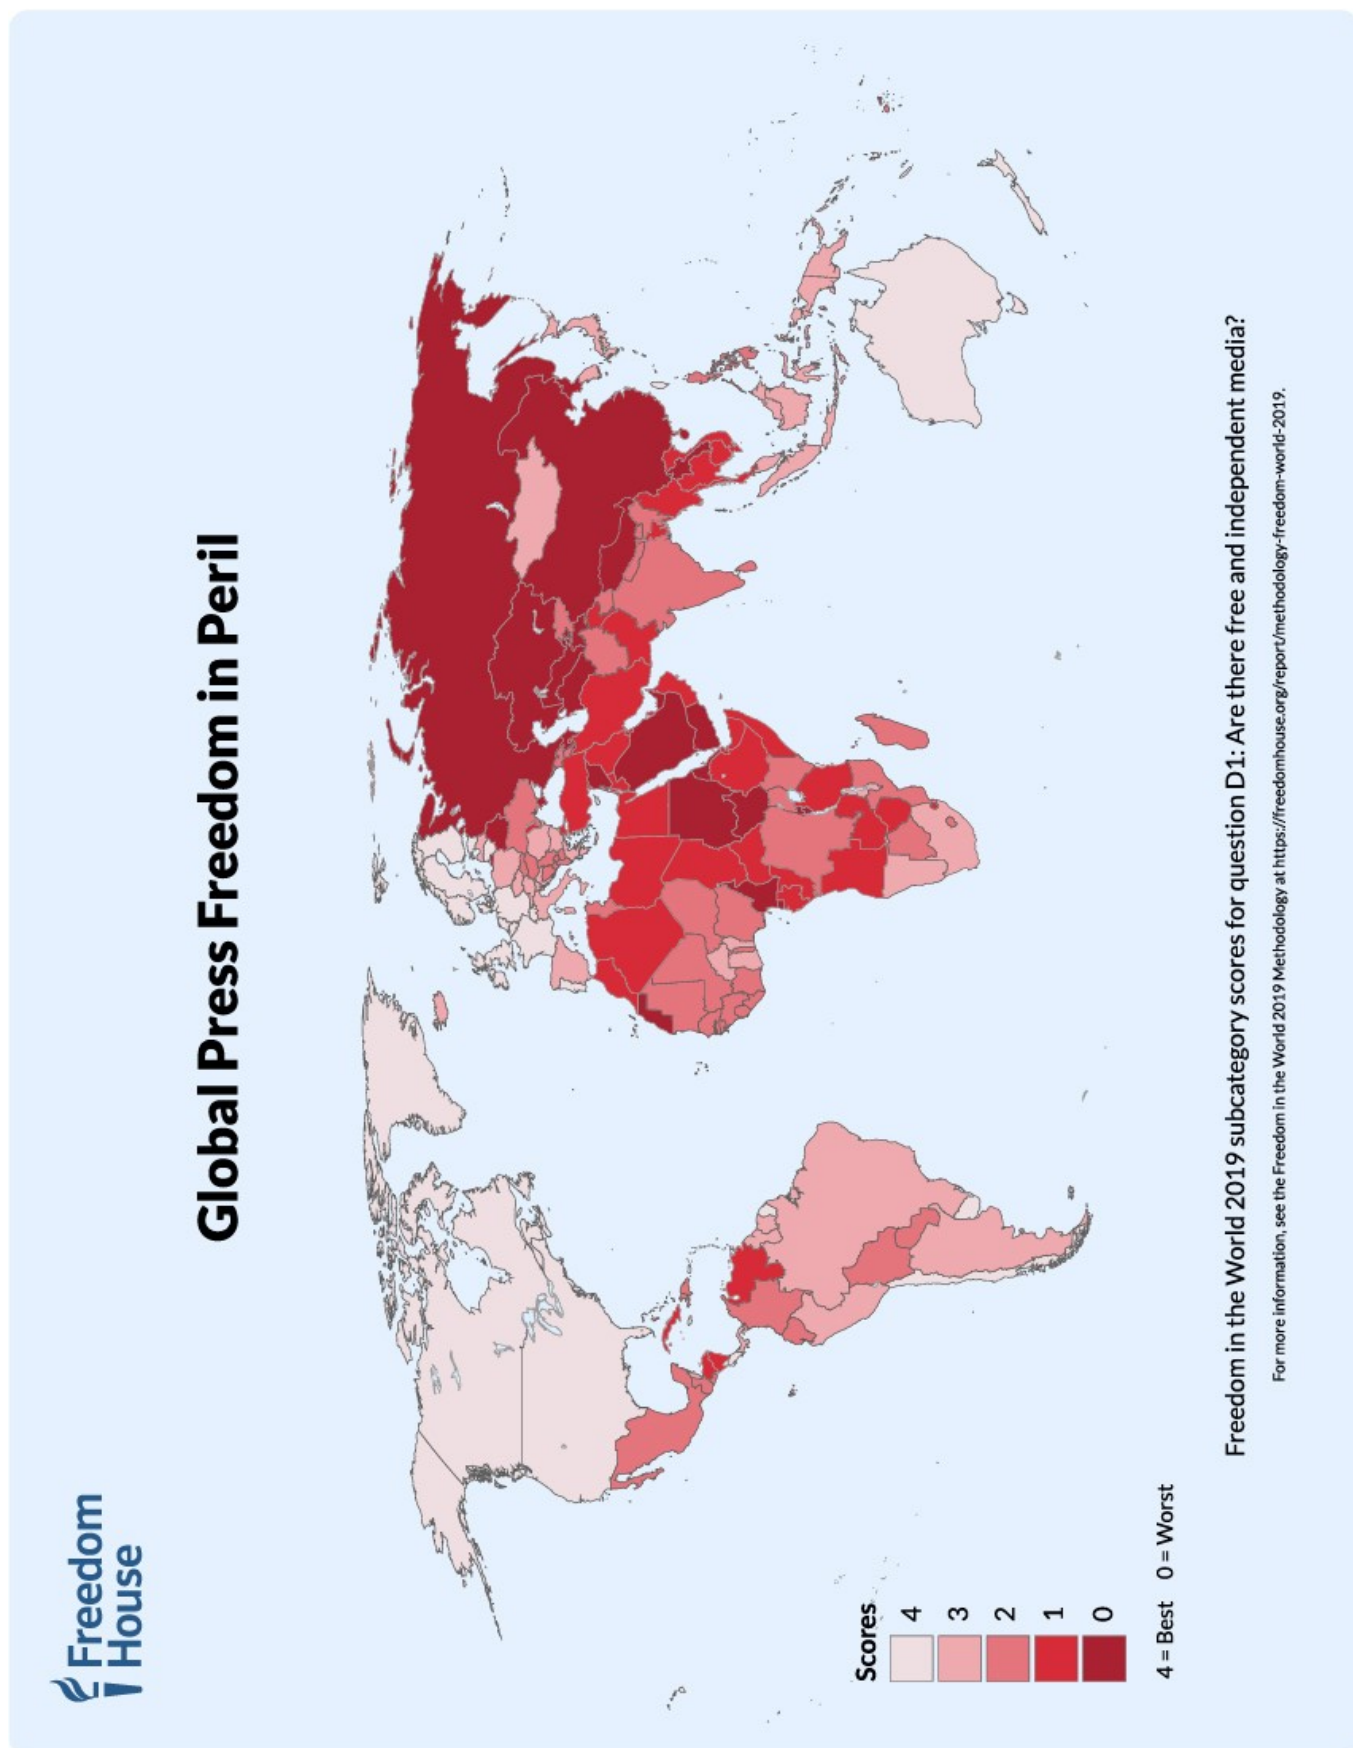 Freedom
House
Global Press Freedom in Peril
Scores
4
3
2
1
0
4 = Best 0 = Worst
Freedom in the World 2019 subcategory scores for question D1: Are there free and independent media?
For more information, see the Freedom in the World 2019 Methodology at https://freedomhouse.org/report/methodology-freedom-world-2019.